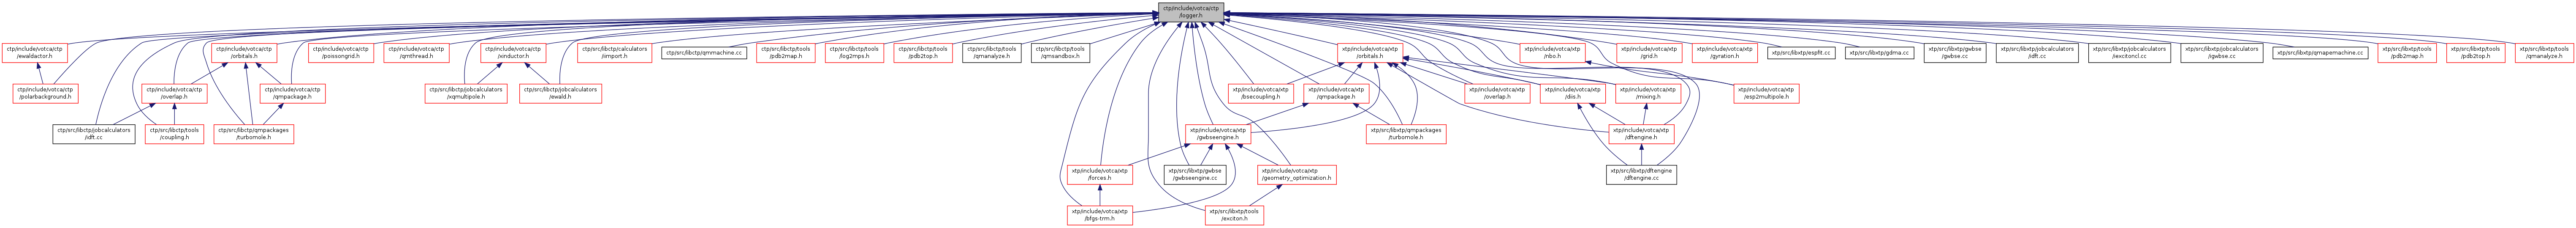 ctp/include/votca/ctp
/logger.h
ctp/include/votca/ctp
/ewaldactor.h
ctp/include/votca/ctp
/orbitals.h
ctp/include/votca/ctp
/poissongrid.h
ctp/include/votca/ctp
/qmthread.h
ctp/include/votca/ctp
/xinductor.h
ctp/src/libctp/calculators
/iimport.h
ctp/src/libctp/qmmachine.cc
ctp/src/libctp/tools
/pdb2map.h
ctp/src/libctp/tools
/log2mps.h
ctp/src/libctp/tools
/pdb2top.h
ctp/src/libctp/tools
/qmanalyze.h
ctp/src/libctp/tools
/qmsandbox.h
xtp/include/votca/xtp
/orbitals.h
xtp/include/votca/xtp
/nbo.h
xtp/include/votca/xtp
/grid.h
xtp/include/votca/xtp
/gyration.h
xtp/src/libxtp/espfit.cc
xtp/src/libxtp/gdma.cc
xtp/src/libxtp/gwbse
/gwbse.cc
xtp/src/libxtp/jobcalculators
/idft.cc
xtp/src/libxtp/jobcalculators
/iexcitoncl.cc
xtp/src/libxtp/jobcalculators
/igwbse.cc
xtp/src/libxtp/qmapemachine.cc
xtp/src/libxtp/tools
/pdb2map.h
xtp/src/libxtp/tools
/pdb2top.h
xtp/src/libxtp/tools
/qmanalyze.h
ctp/include/votca/ctp
/polarbackground.h
ctp/include/votca/ctp
/overlap.h
ctp/include/votca/ctp
/qmpackage.h
ctp/src/libctp/jobcalculators
/xqmultipole.h
ctp/src/libctp/jobcalculators
/ewald.h
xtp/include/votca/xtp
/bsecoupling.h
xtp/include/votca/xtp
/qmpackage.h
xtp/include/votca/xtp
/overlap.h
xtp/include/votca/xtp
/diis.h
xtp/include/votca/xtp
/mixing.h
xtp/include/votca/xtp
/esp2multipole.h
ctp/src/libctp/jobcalculators
/idft.cc
ctp/src/libctp/tools
/coupling.h
ctp/src/libctp/qmpackages
/turbomole.h
xtp/include/votca/xtp
/gwbseengine.h
xtp/src/libxtp/qmpackages
/turbomole.h
xtp/include/votca/xtp
/dftengine.h
xtp/include/votca/xtp
/forces.h
xtp/src/libxtp/gwbse
/gwbseengine.cc
xtp/include/votca/xtp
/geometry_optimization.h
xtp/src/libxtp/dftengine
/dftengine.cc
xtp/include/votca/xtp
/bfgs-trm.h
xtp/src/libxtp/tools
/exciton.h